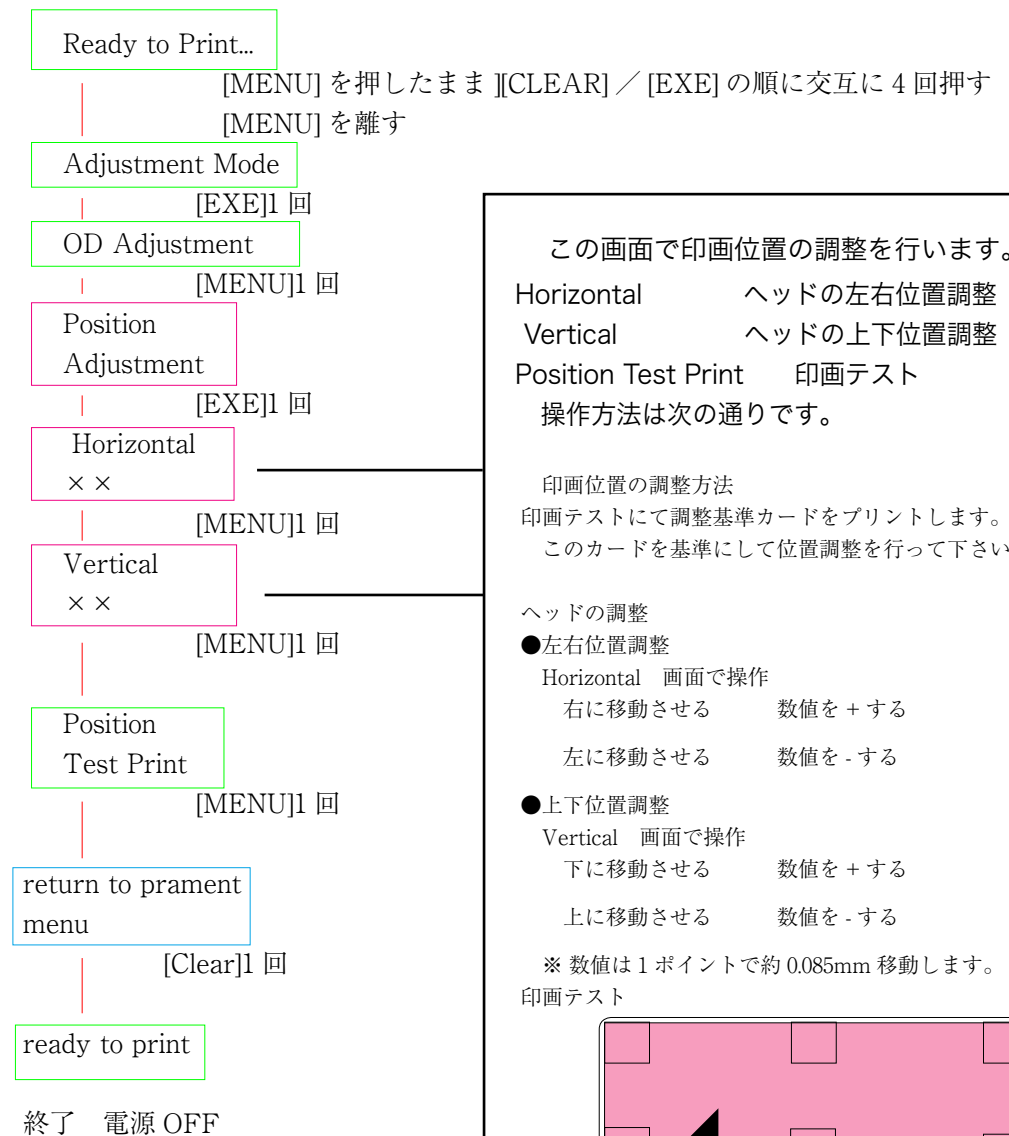 Ready to Print...
[MENU] を押したまま ][CLEAR] ／ [EXE] の順に交互に 4 回押す
[MENU] を離す
Adjustment Mode
[EXE]1 回
OD Adjustment
[MENU]1 回
Position
Adjustment
[EXE]1 回
Horizontal
× ×
[MENU]1 回
Vertical
× ×
[MENU]1 回
Position
Test Print
[MENU]1 回
return to prament
menu
[Clear]1 回
ready to print
終了　電源 OFF
この画面で印画位置の調整を行います。
Horizontal　ヘッドの左右位置調整
Vertical　ヘッドの上下位置調整
Position Test Print　印画テスト
操作方法は次の通りです。
印画位置の調整方法
印画テストにて調整基準カードをプリントします。
このカードを基準にして位置調整を行って下さい
ヘッドの調整
●左右位置調整
Horizontal　画面で操作
右に移動させる　数値を + する
左に移動させる　数値を - する
●上下位置調整
Vertical　画面で操作
下に移動させる　数値を + する
上に移動させる　数値を - する
※ 数値は 1 ポイントで約 0.085mm 移動します。
印画テスト